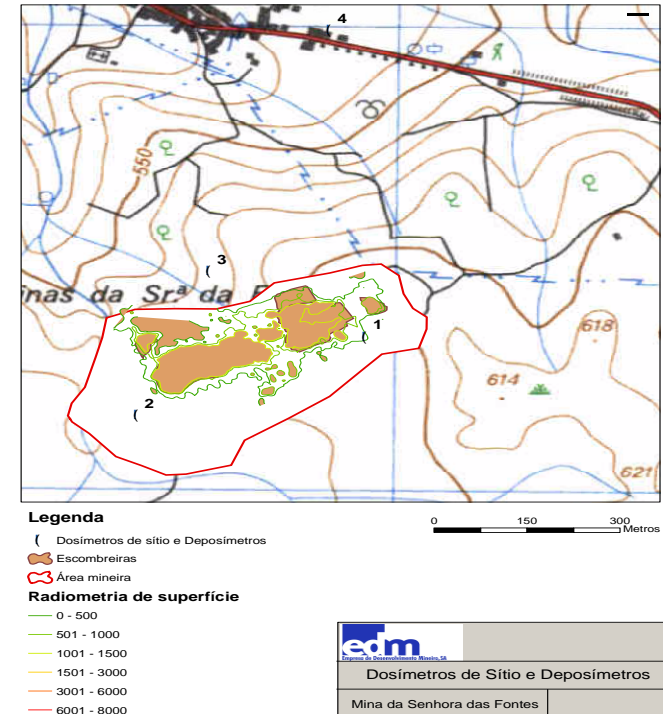 4
550
3
inas da Sr.ª da F
1
618
614
2
621
Legenda
Dosímetros de sítio e Deposímetros
Escombreiras
Área mineira
Radiometria de superfície
0 - 500
501 - 1000
1001 - 1500
1501 - 3000
3001 - 6000
6001 - 8000
0 150 300
Metros
edm
Empresa de Desenvolvimento Mineiro, SA
Dosímetros de Sítio e Deposímetros
Mina da Senhora das Fontes